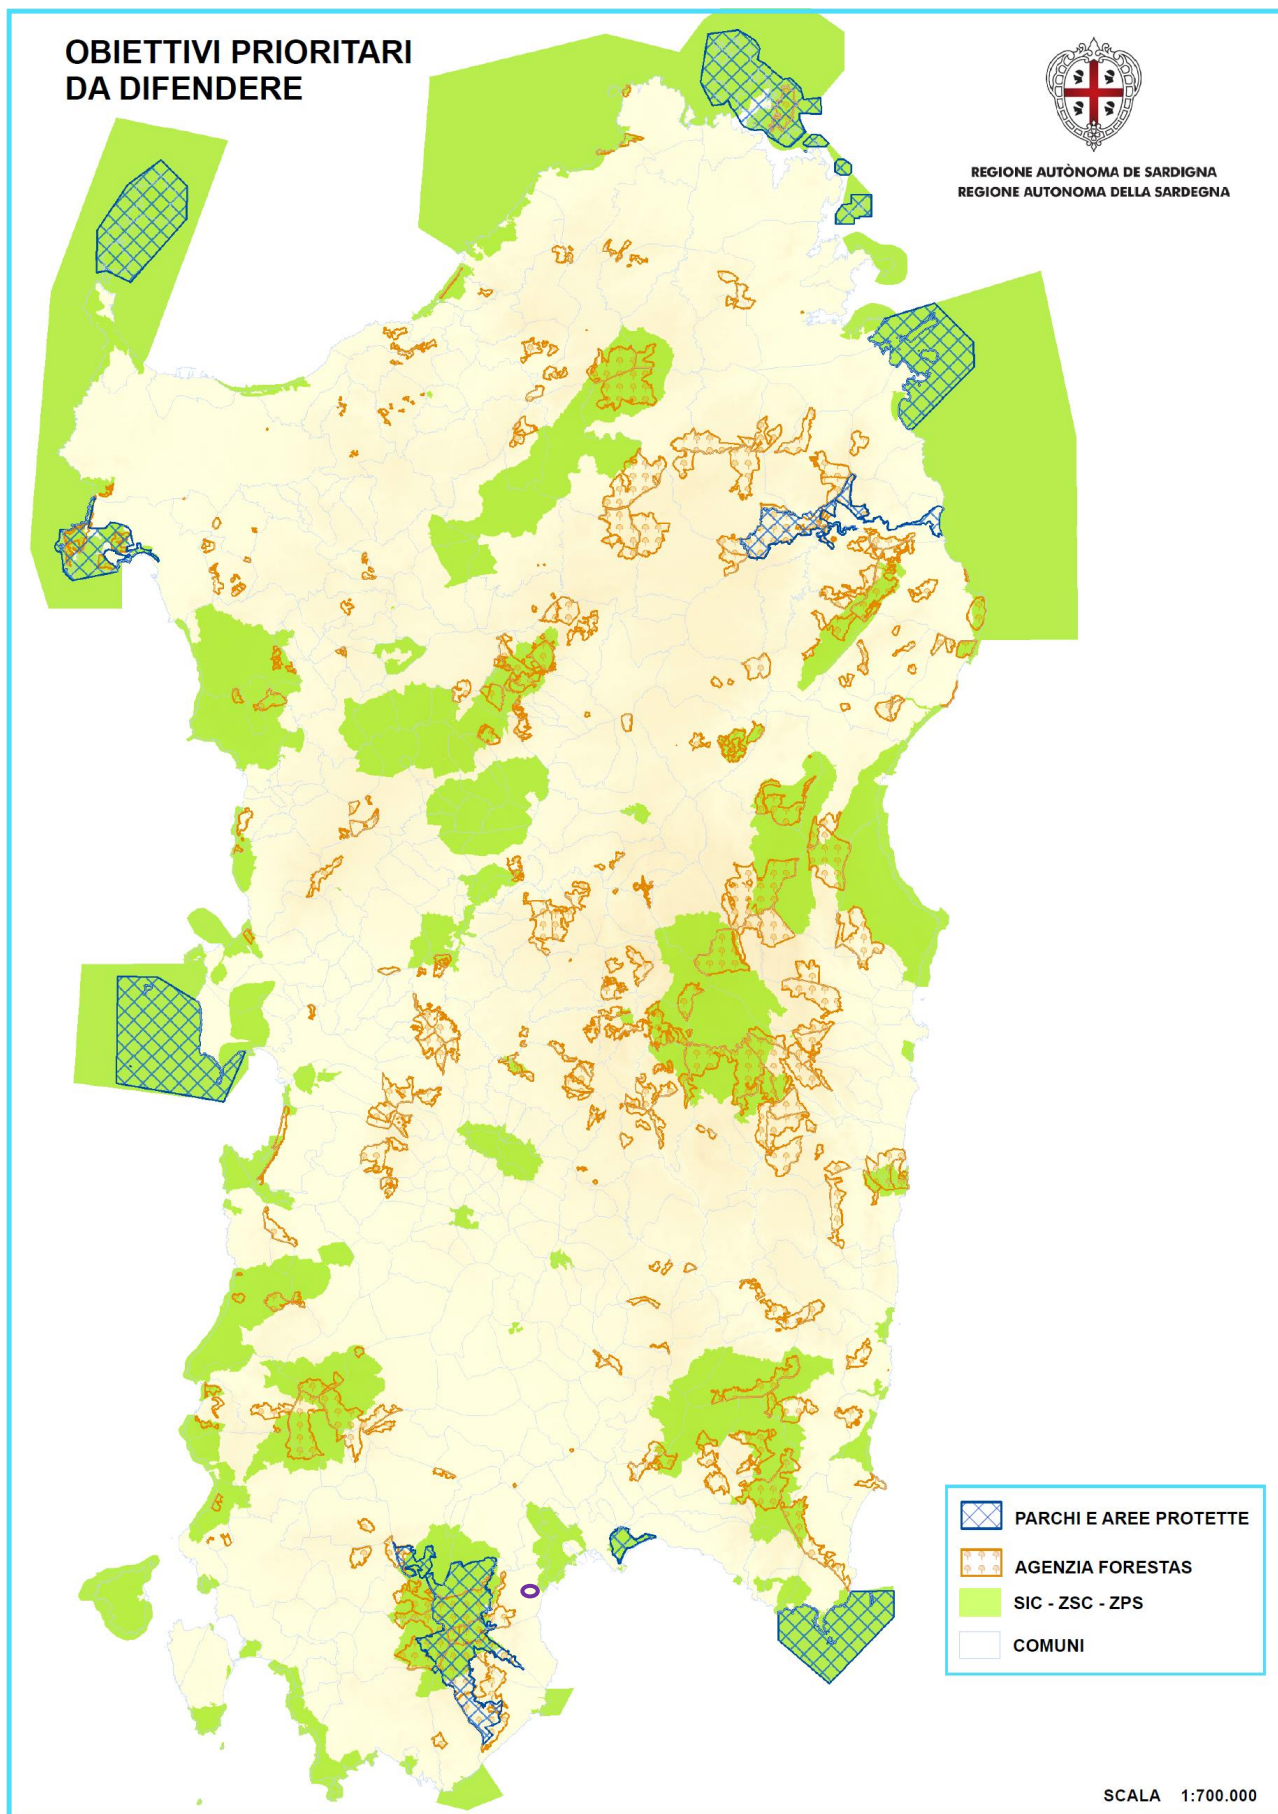 OBIETTIVI PRIORITARI
DA DIFENDERE
REGIONE AUTÒNOMA DE SARDIGNA
REGIONE AUTONOMA DELLA SARDEGNA
PARCHI E AREE PROTETTE
AGENZIA FORESTAS
SIC - ZSC - ZPS
COMUNI
SCALA 1:700.000